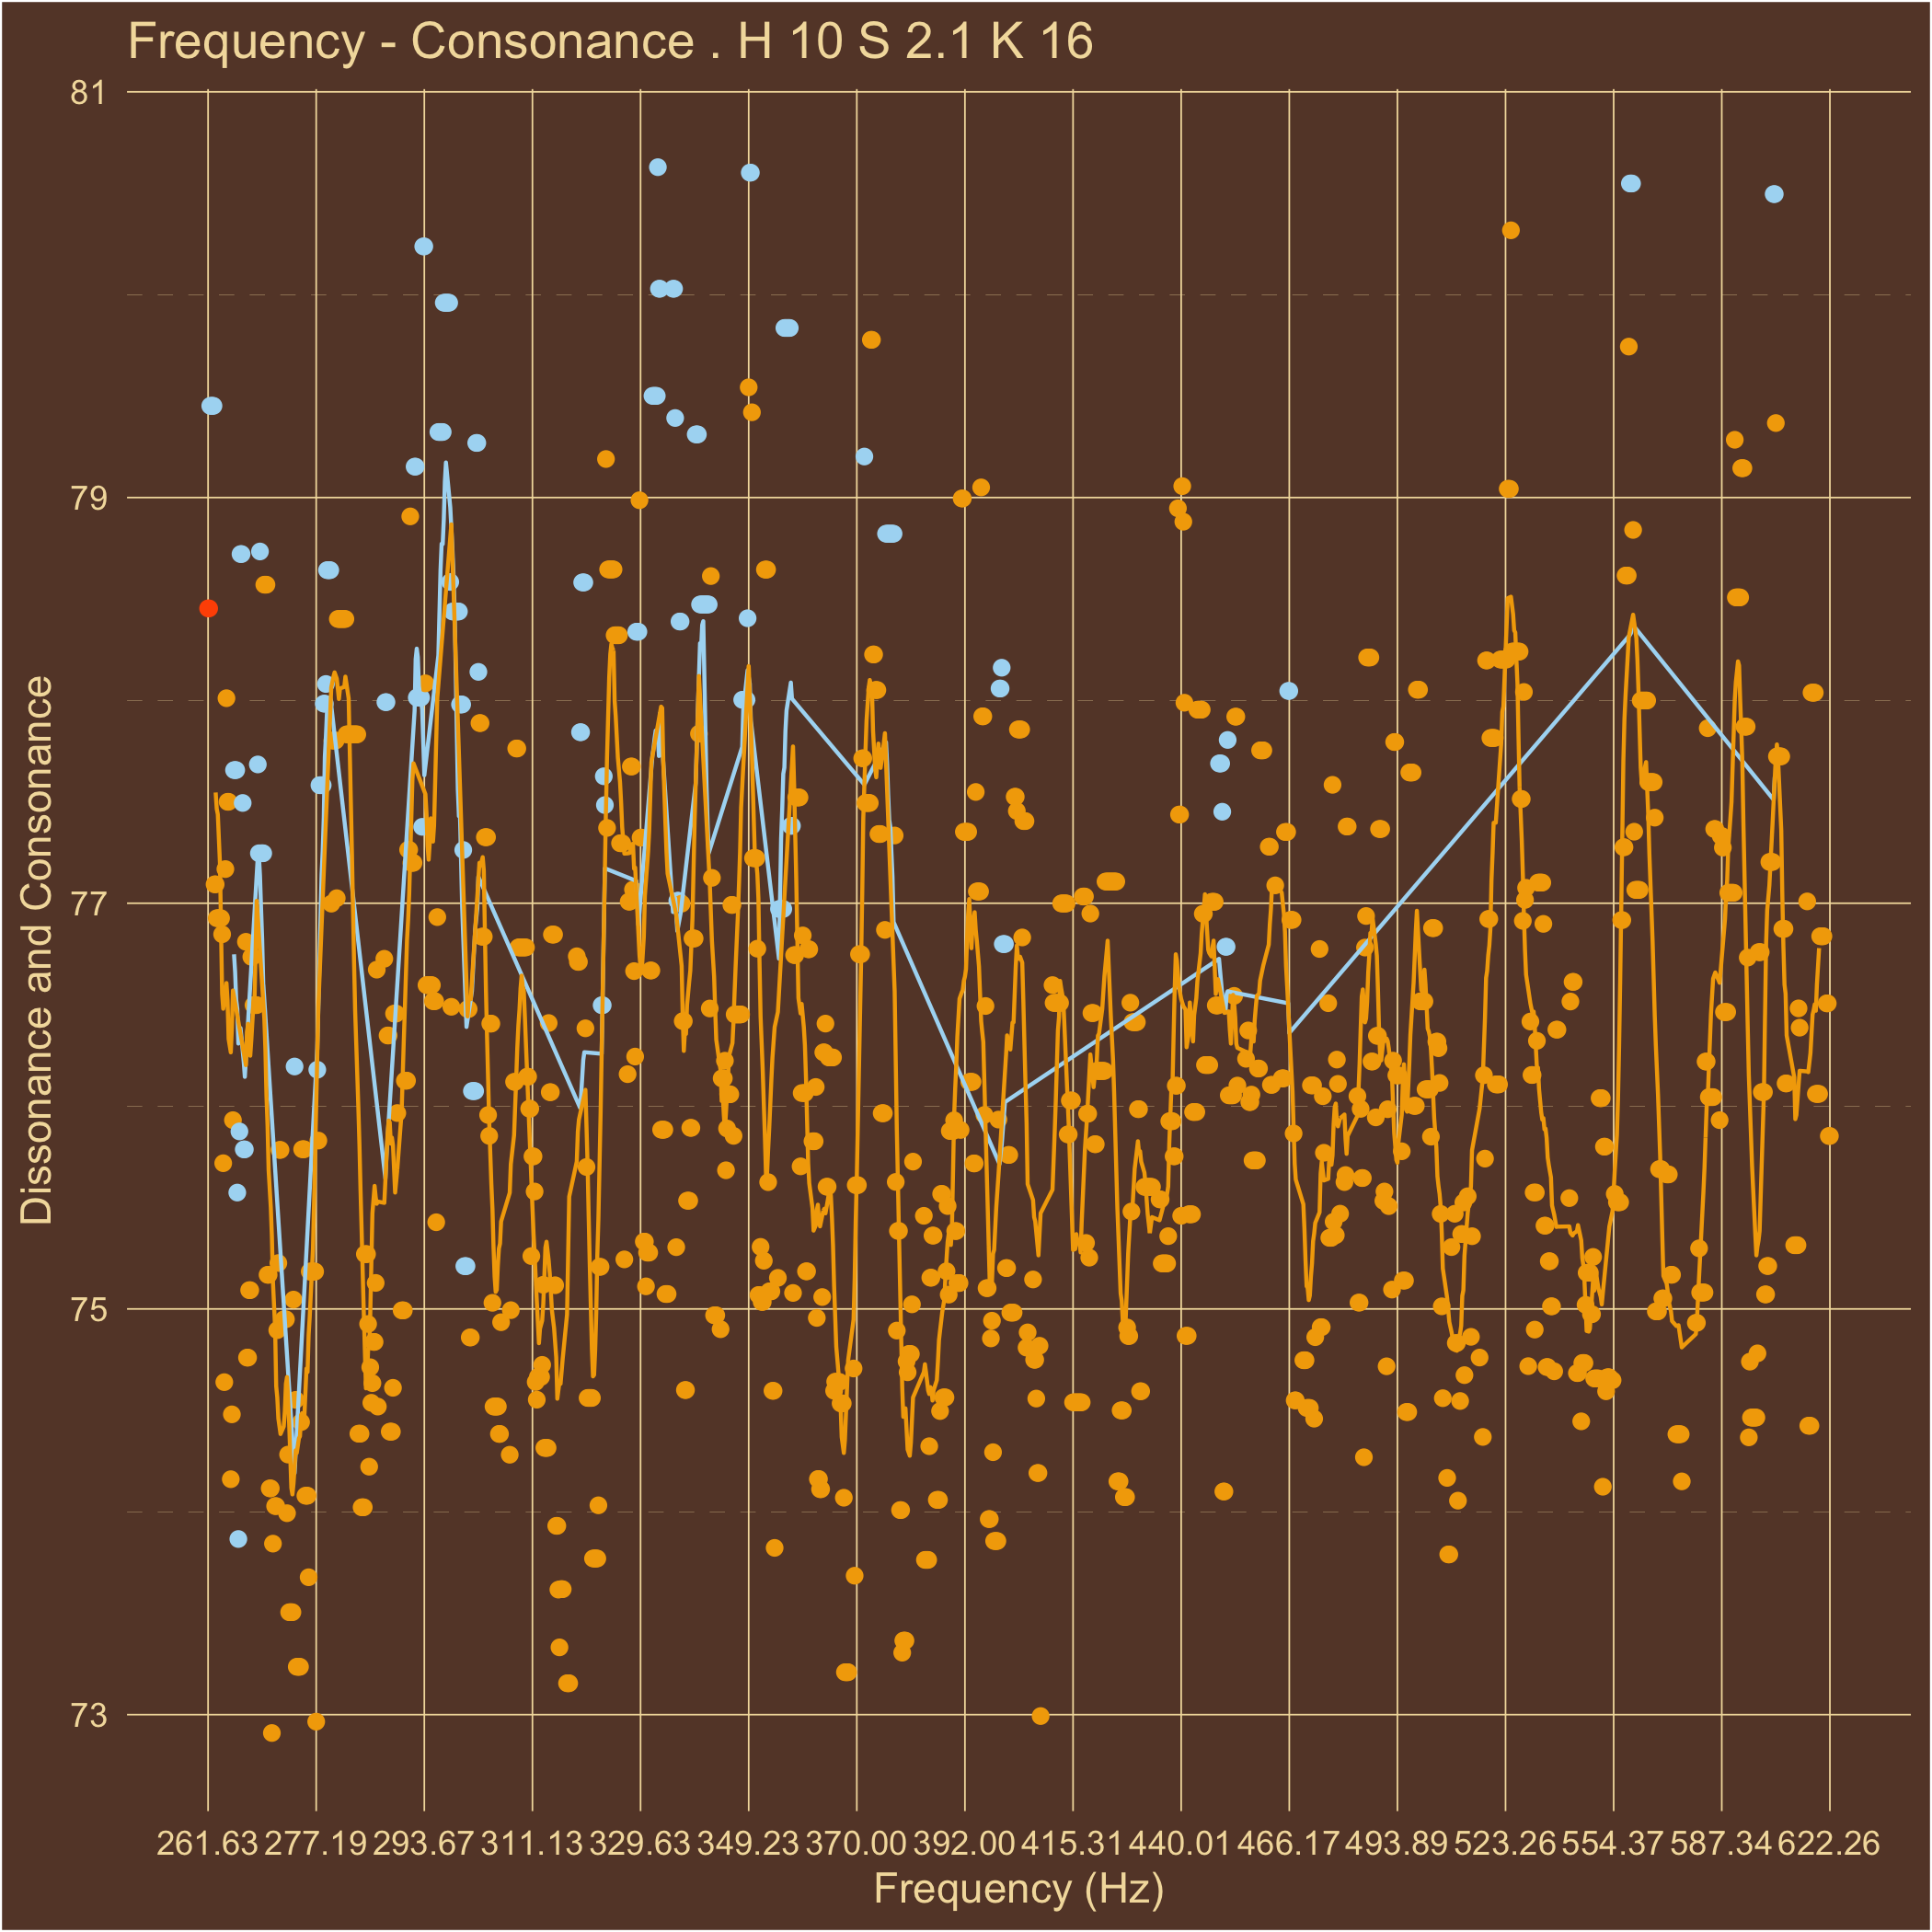 Frequency - Consonance . H 10 S 2.1 K 16
81
79
77
75
73
Dissonance and Consonance
261.63 277.19 293.67 311.13 329.63 349.23 370.00 392.00 415.31 440.01 466.17 493.89 523.26 554.37 587.34 622.26
Frequency (Hz)